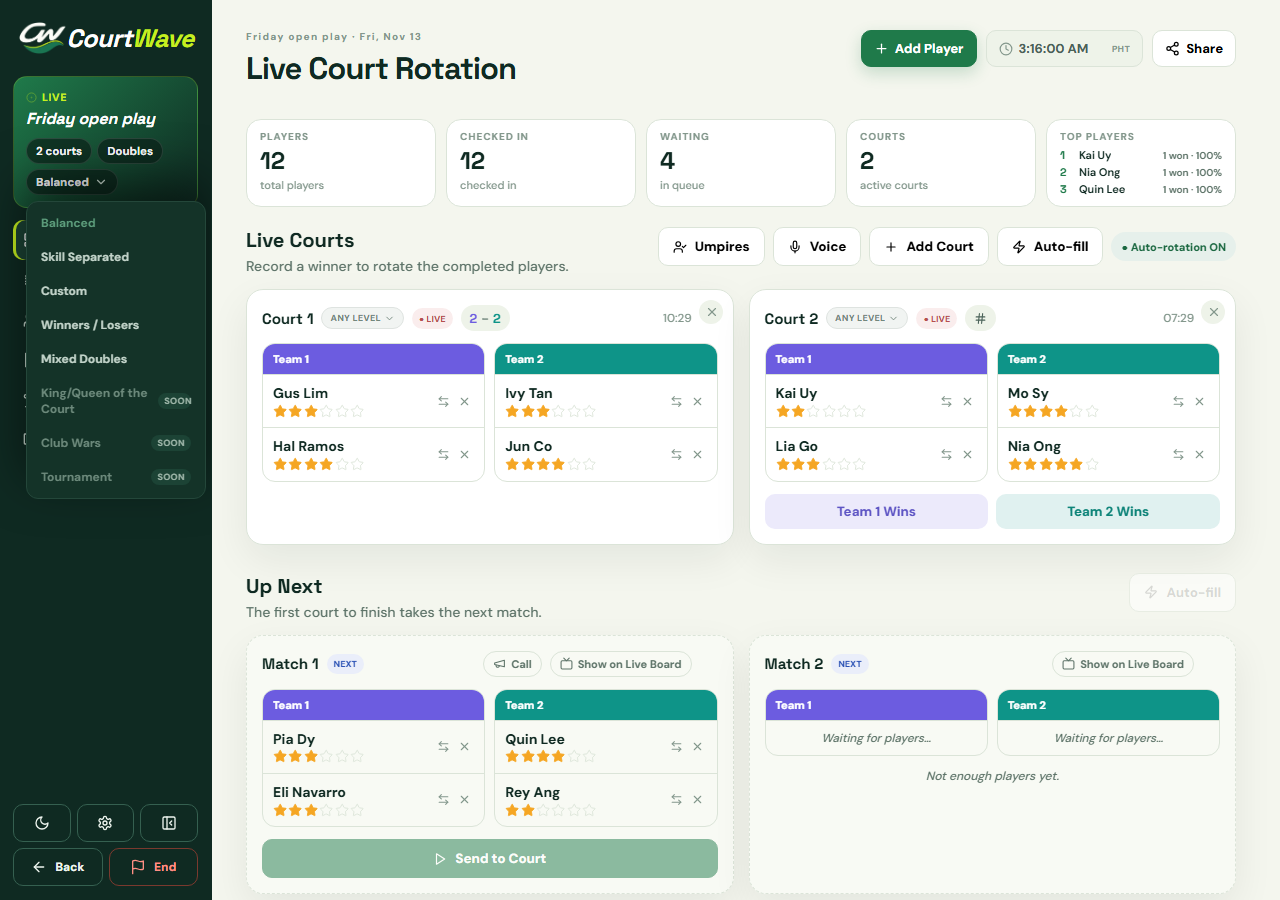 CW CourtWave
LIVE
Friday open play
2 courts
Doubles
Balanced
Balanced
Skill Separated
Custom
Winners / Losers
Mixed Doubles
King/Queen of the
Court
SOON
Club Wars
SOON
Tournament
SOON
Back
End
Friday open play · Fri, Nov 13
Live Court Rotation
Add Player
3:16:00 AM
PHT
Share
PLAYERS
12
total players
CHECKED IN
12
checked in
WAITING
4
in queue
COURTS
2
active courts
TOP PLAYERS
1 Kai Uy 1 won · 100%
2 Nia Ong 1 won · 100%
3 Quin Lee 1 won · 100%
Live Courts
Record a winner to rotate the completed players.
Umpires
Voice
Add Court
Auto-fill
• Auto-rotation ON
Court 1
ANY LEVEL
• LIVE
2 – 2
10:29
Team 1
Team 2
Gus Lim
Ivy Tan
Hal Ramos
Jun Co
Court 2
ANY LEVEL
• LIVE
#
07:29
Team 1
Team 2
Kai Uy
Mo Sy
Lia Go
Nia Ong
Team 1 Wins
Team 2 Wins
Up Next
The first court to finish takes the next match.
Auto-fill
Match 1
NEXT
Call
Show on Live Board
Team 1
Team 2
Pia Dy
Quin Lee
Eli Navarro
Rey Ang
Send to Court
Match 2
NEXT
Show on Live Board
Team 1
Team 2
Waiting for players…
Waiting for players…
Not enough players yet.